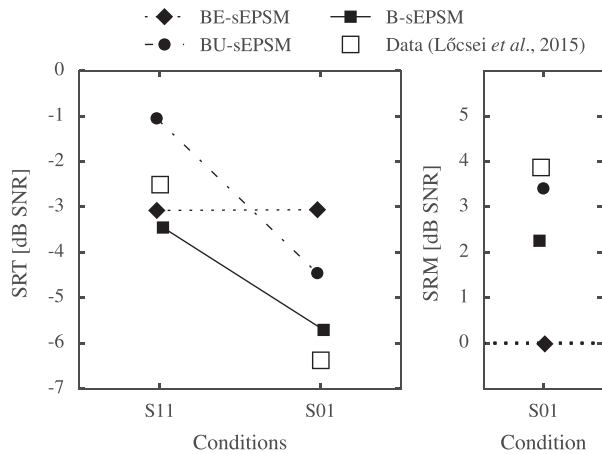 BE-sEPSM B-sEPSM
BU-sEPSM Data (Lőcsei et al., 2015)
0
-1
-2
-3
-4
-5
-6
-7
SRT [dB SNR]
S11 S01
Conditions
5
4
3
2
1
0
SRM [dB SNR]
S01
Condition